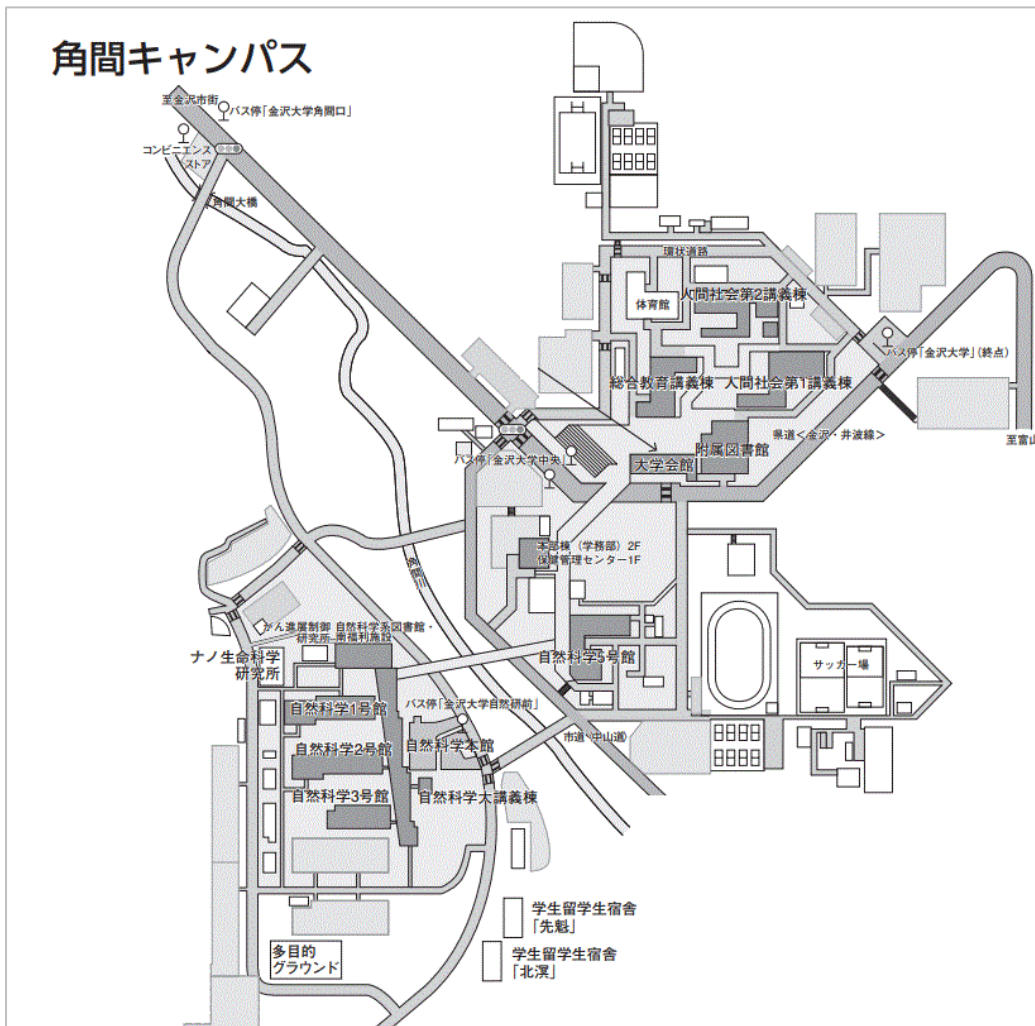 角間キャンパス
至金沢市街
バス停「金沢大学角間口」
コンビニエンス
ストア
角間大橋
環状道路
体育館
人間社会第2講義棟
バス停「金沢大学」(終点)
総合教育講義棟
人間社会第1講義棟
県道<金沢・井波線>
至富山
附属図書館
大学会館
バス停「金沢大学中央」
本部棟(学務部)2F
保健管理センター1F
がん進展制御
研究所
自然科学系図書館・
南福利施設
ナノ生命科学
研究所
自然科学5号館
サッカー場
自然科学1号館
バス停「金沢大学自然研前」
市道(中山道)
自然科学2号館
自然科学本館
自然科学3号館
自然科学大講義棟
学生留学生宿舎
「先魁」
学生留学生宿舎
「北溟」
多目的
グラウンド